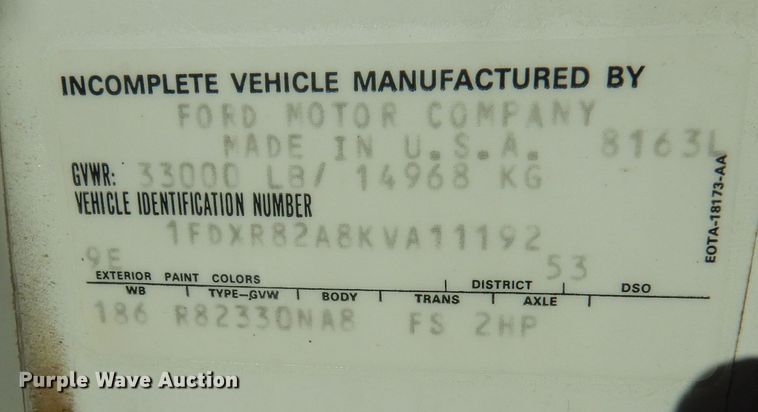 INCOMPLETE VEHICLE MANUFACTURED BY
FORD MOTOR COMPANY
MADE IN U.S.A. 8163L
GVWR: 33000 LB/ 14968 KG
VEHICLE IDENTIFICATION NUMBER
1FDXR82A8KVA11192
9E 53
EXTERIOR PAINT COLORS DISTRICT DSO
WB TYPE-GVW BODY TRANS AXLE
186 R82330NA8 FS 2HP
EOTA-18173-AA
Purple Wave Auction